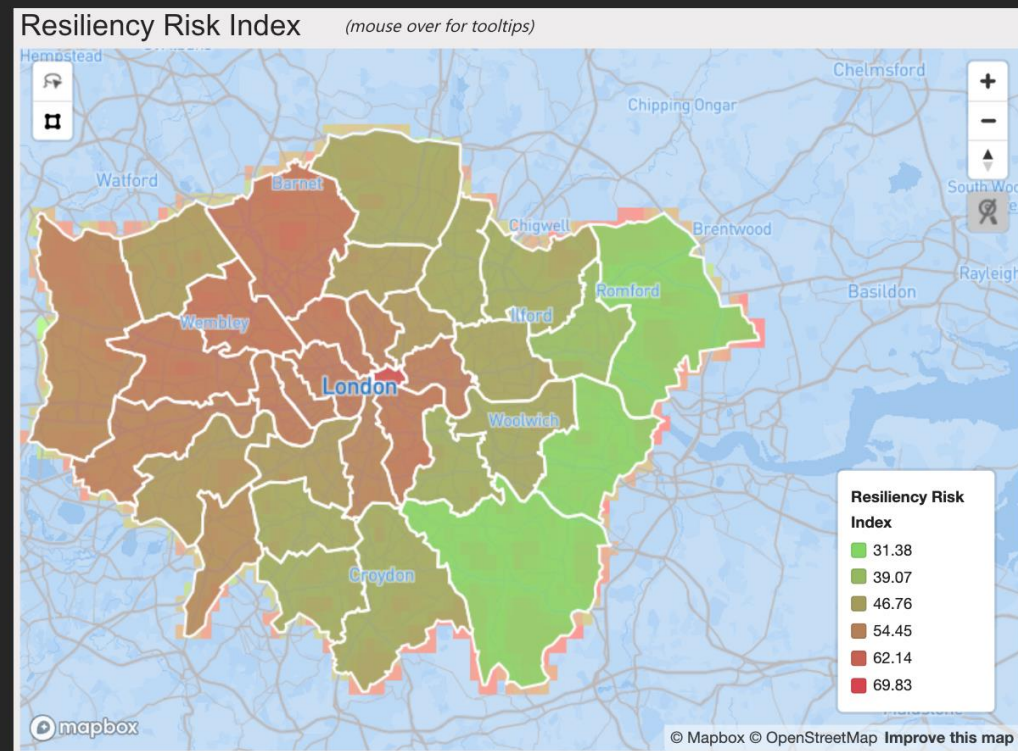 Resiliency Risk Index (mouse over for tooltips)
Hempstead
Chelmsford
Chipping Ongar
Watford
Barnet
South Woo
Chigwell
Brentwood
Rayleigh
Romford
Basildon
Ilford
Wembley
London
Woolwich
Croydon
Resiliency Risk
Index
31.38
39.07
46.76
54.45
62.14
69.83
mapbox
© Mapbox © OpenStreetMap Improve this map